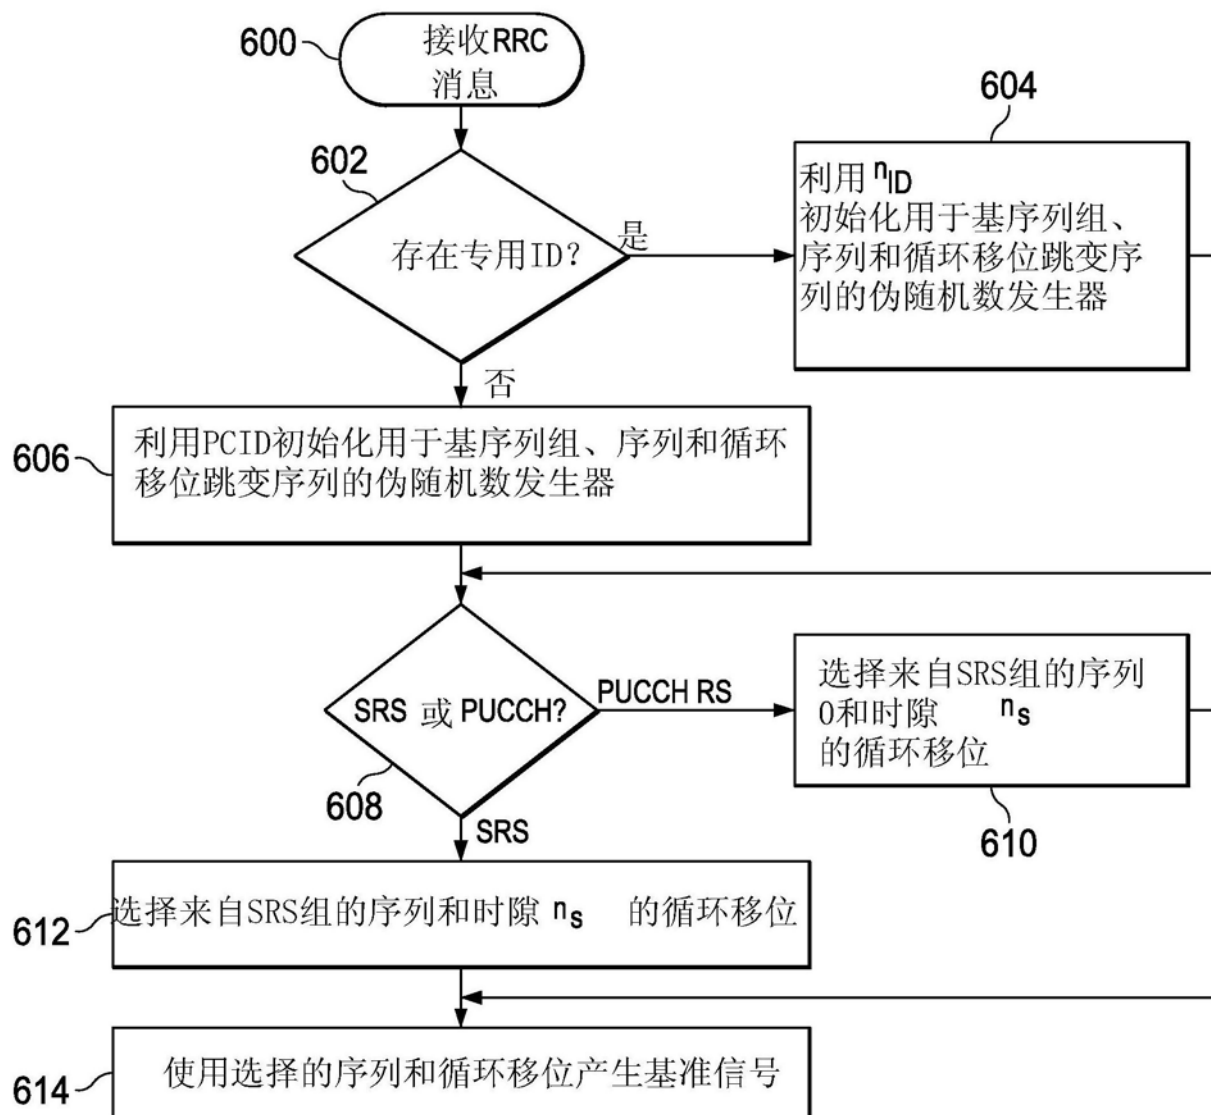 600
接收RRC
消息
602
存在专用ID?
是
604
利用 nID
初始化用于基序列组、
序列和循环移位跳变序
列的伪随机数发生器
否
606
利用PCID初始化用于基序列组、序列和循环
移位跳变序列的伪随机数发生器
SRS 或 PUCCH?
608
PUCCH RS
选择来自SRS组的序列
0和时隙 ns
的循环移位
610
SRS
612
选择来自SRS组的序列和时隙 ns 的循环移位
614
使用选择的序列和循环移位产生基准信号